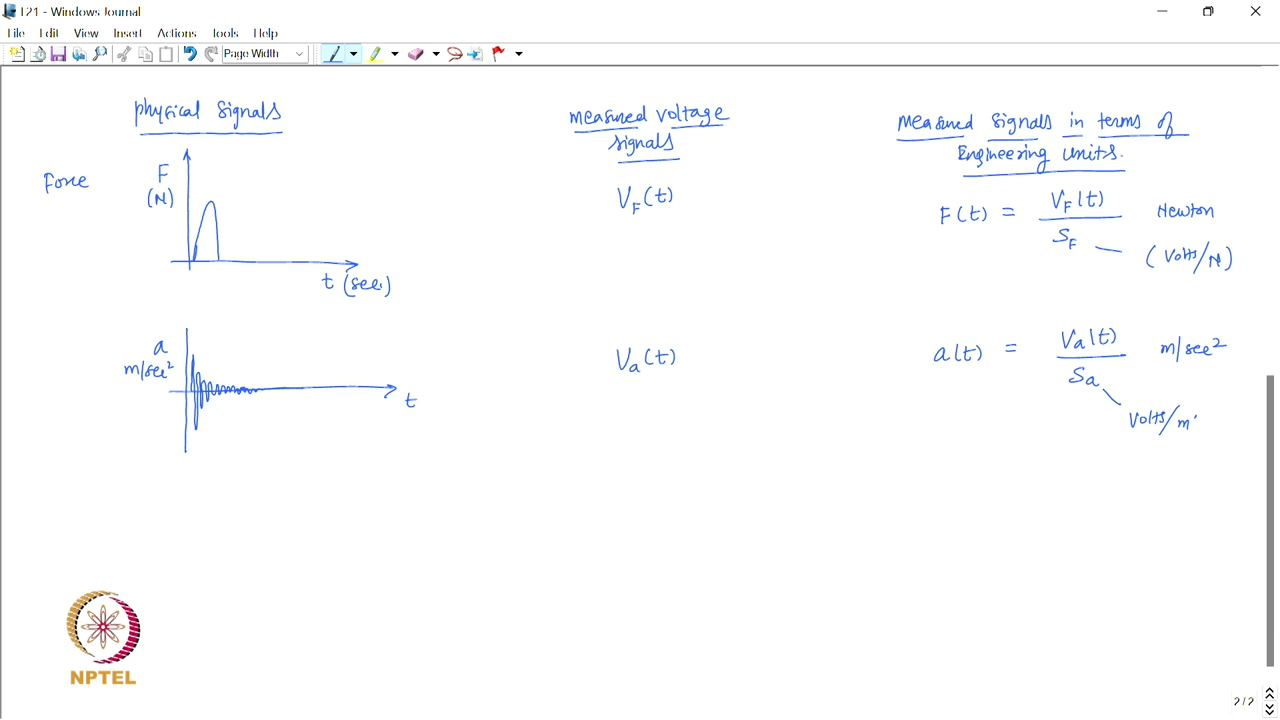 L21 - Windows Journal
File Edit View Insert Actions Tools Help
Page Width
physical signals
measured voltage
signals
measured signals in terms of
Engineering units.
Force
F
(N)
t (sec)
V_F(t)
F(t) = V_F(t) / S_F Newton
(Volts/N)
a
m/sec²
t
V_a(t)
a(t) = V_a(t) / S_a m/sec²
Volts/m
NPTEL
2/2